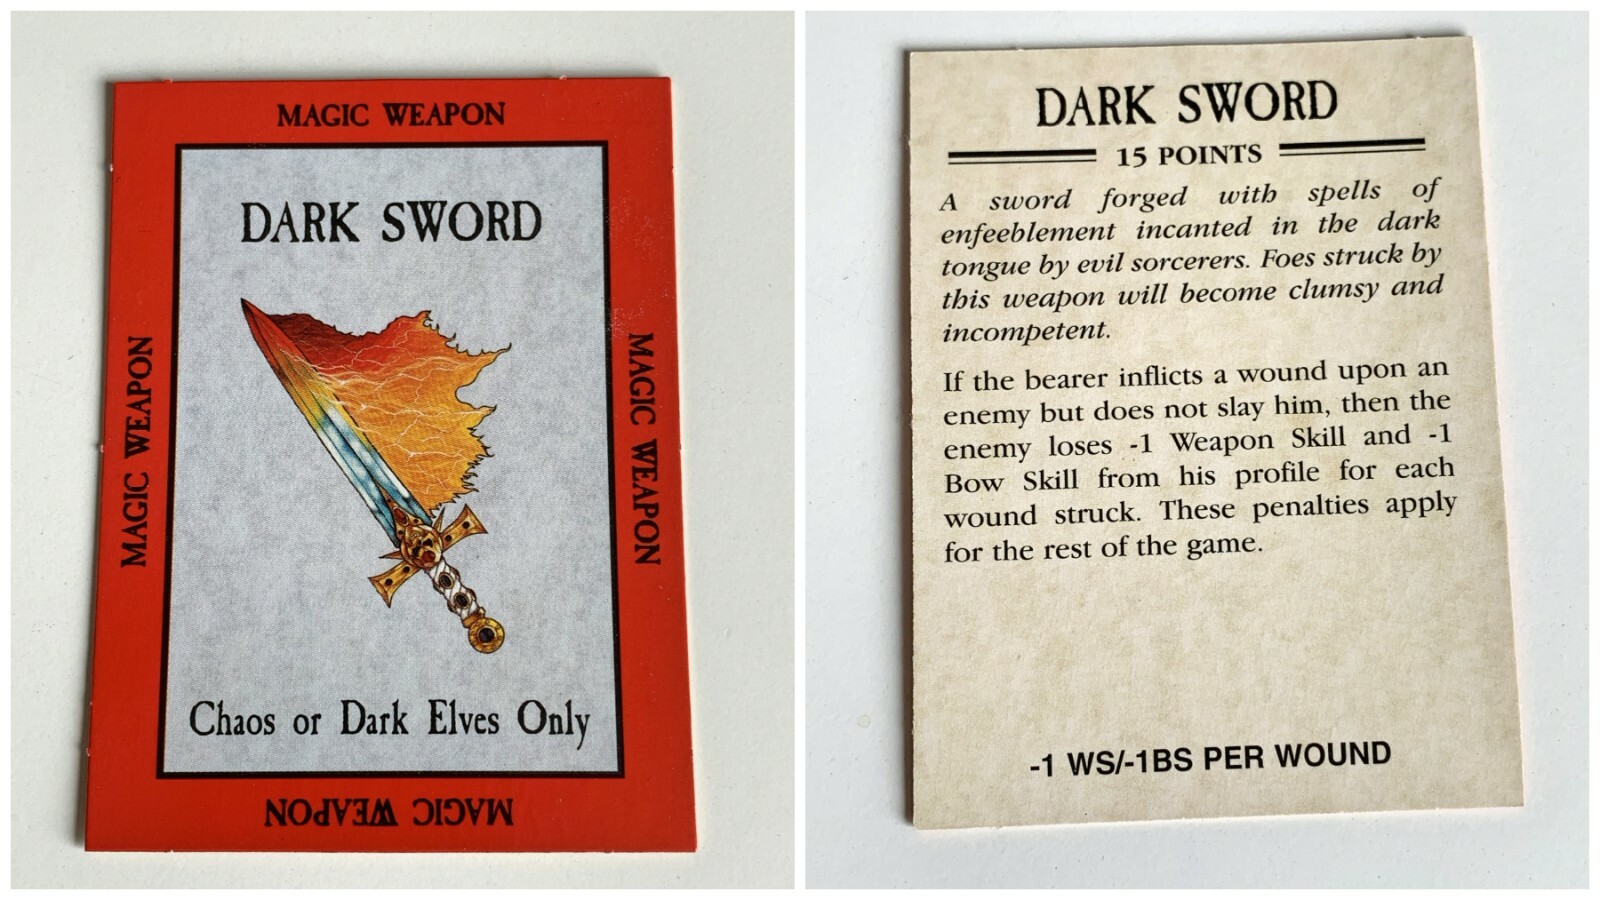 MAGIC WEAPON
DARK SWORD
MAGIC WEAPON
MAGIC WEAPON
Chaos or Dark Elves Only
MAGIC WEAPON
DARK SWORD
15 POINTS
A sword forged with spells of
enfeeblement incanted in the dark
tongue by evil sorcerers. Foes struck by
this weapon will become clumsy and
incompetent.
If the bearer inflicts a wound upon an
enemy but does not slay him, then the
enemy loses -1 Weapon Skill and -1
Bow Skill from his profile for each
wound struck. These penalties apply
for the rest of the game.
-1 WS/-1BS PER WOUND